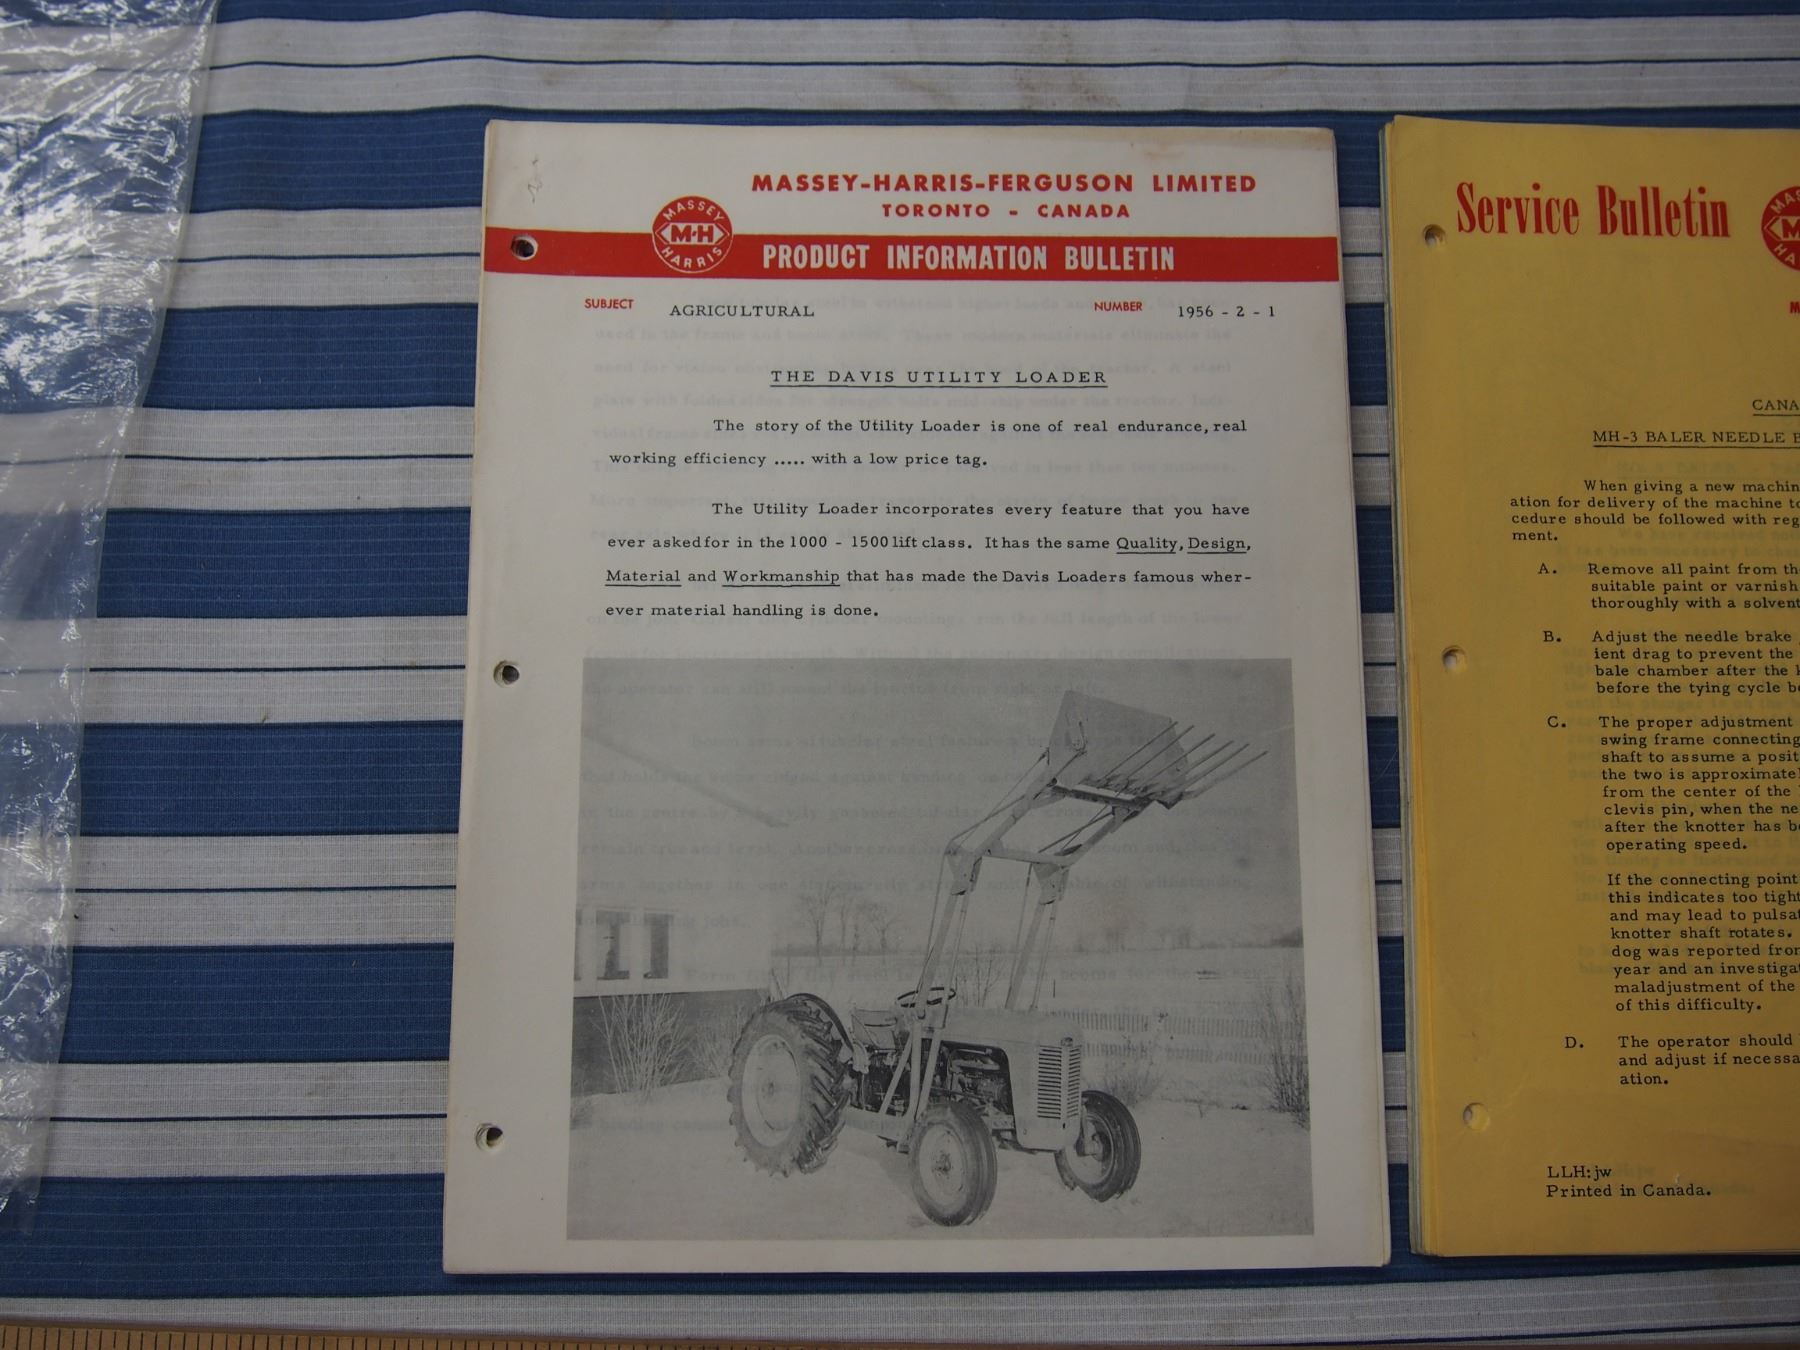 MASSEY-HARRIS-FERGUSON LIMITED
TORONTO - CANADA
MASSEY
M-H
HARRIS
PRODUCT INFORMATION BULLETIN
SUBJECT AGRICULTURAL NUMBER 1956 - 2 - 1
THE DAVIS UTILITY LOADER
The story of the Utility Loader is one of real endurance, real
working efficiency ..... with a low price tag.
The Utility Loader incorporates every feature that you have
ever asked for in the 1000 - 1500 lift class. It has the same Quality, Design,
Material and Workmanship that has made the Davis Loaders famous wher-
ever material handling is done.
Service Bulletin
MH-3 BALER NEEDLE
When giving a new machin
ation for delivery of the machine to
cedure should be followed with reg
ment.
A. Remove all paint from the
suitable paint or varnish
thoroughly with a solvent
B. Adjust the needle brake
ient drag to prevent the
bale chamber after the k
before the tying cycle be
C. The proper adjustment
swing frame connecting
shaft to assume a posit
the two is approximatel
from the center of the
clevis pin, when the ne
after the knotter has be
operating speed.
If the connecting point
this indicates too tight
and may lead to pulsat
knotter shaft rotates.
dog was reported from
year and an investigat
maladjustment of the
of this difficulty.
D. The operator should
and adjust if necessa
ation.
LLH:jw
Printed in Canada.